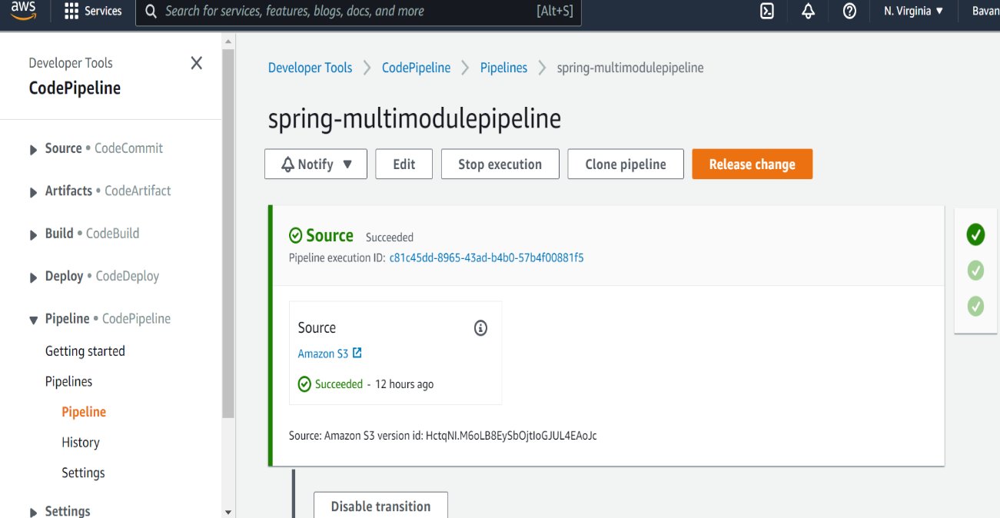 aws
Services
Search for services, features, blogs, docs, and more
[Alt+S]
N. Virginia
Bavan
Developer Tools
CodePipeline
Source • CodeCommit
Artifacts • CodeArtifact
Build • CodeBuild
Deploy • CodeDeploy
Pipeline • CodePipeline
Getting started
Pipelines
Pipeline
History
Settings
Settings
Developer Tools
CodePipeline
Pipelines
spring-multimodulepipeline
spring-multimodulepipeline
Notify
Edit
Stop execution
Clone pipeline
Release change
Source Succeeded
Pipeline execution ID: c81c45dd-8965-43ad-b4b0-57b4f00881f5
Source
Amazon S3
Succeeded - 12 hours ago
Source: Amazon S3 version id: HctqNI.M6oLB8EySbOjtIoGJUL4EAoJc
Disable transition